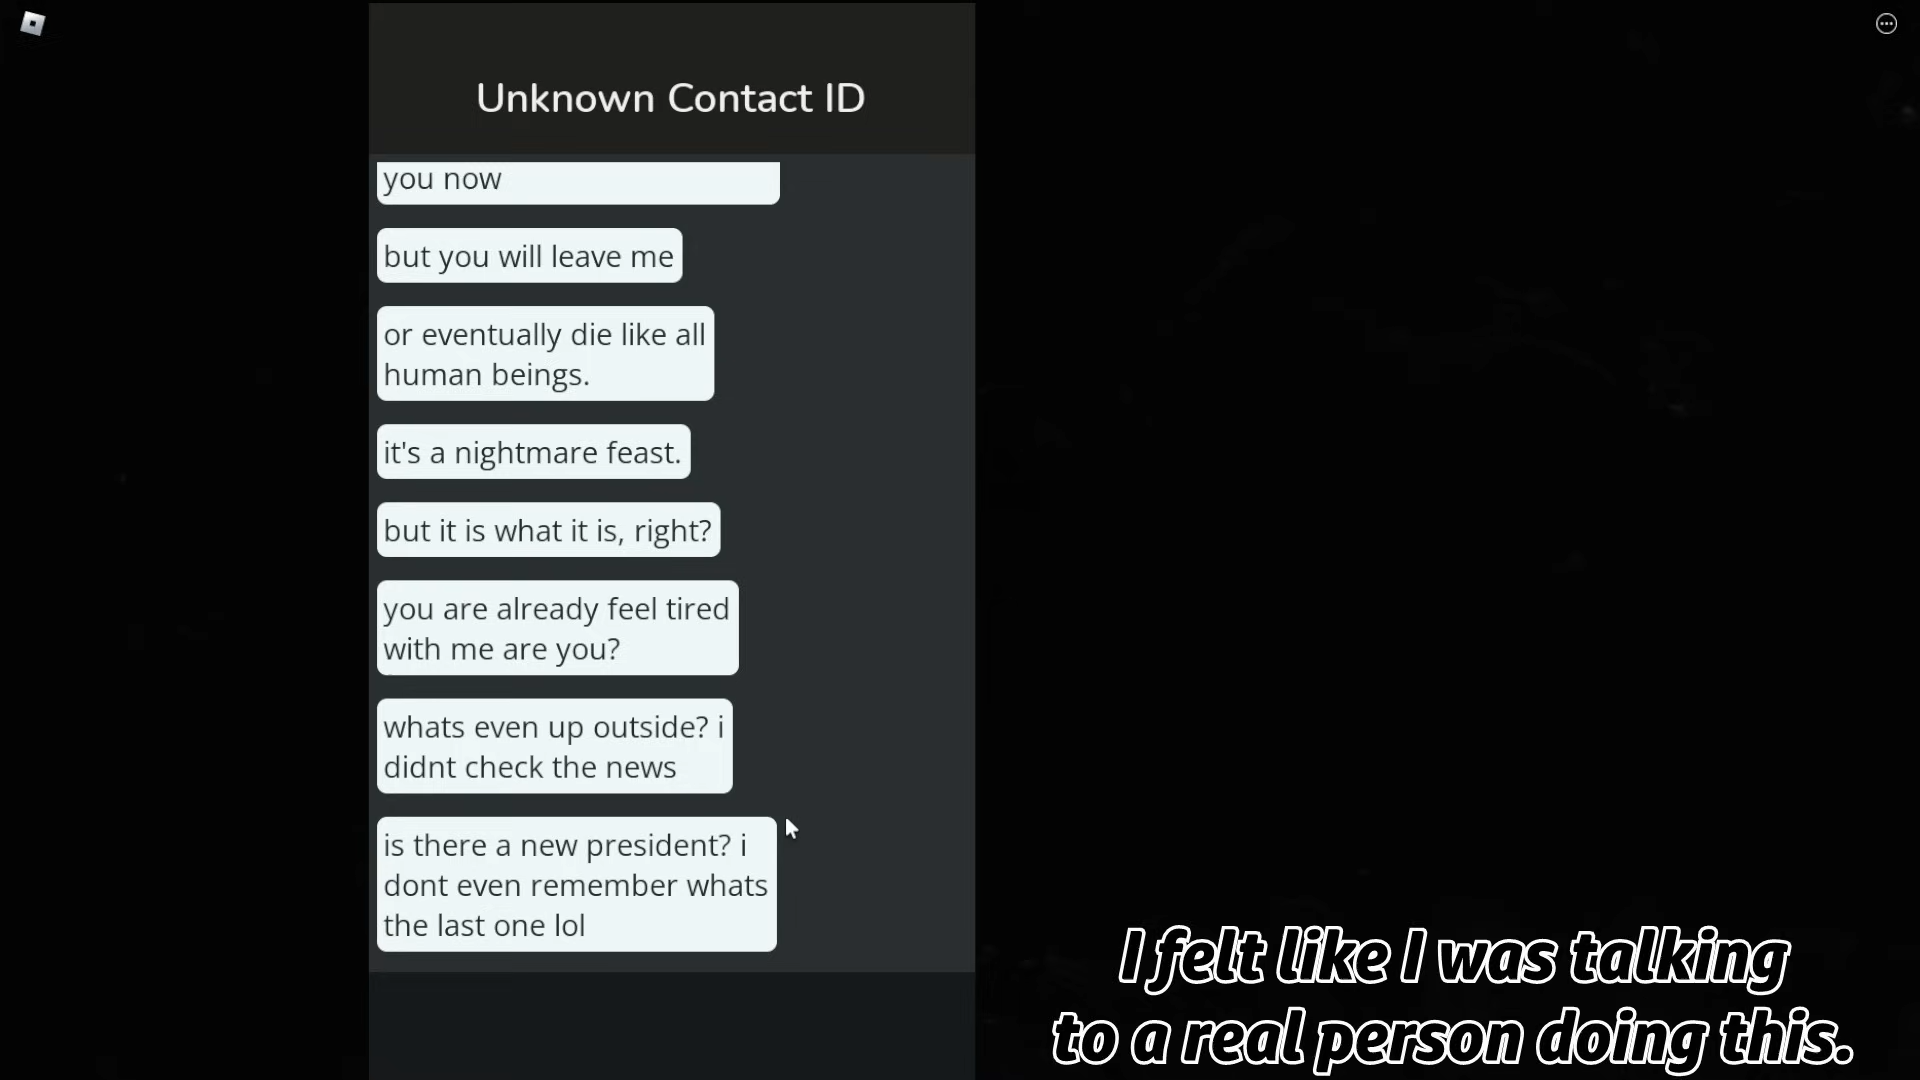 Unknown Contact ID
you now
but you will leave me
or eventually die like all
human beings.
it's a nightmare feast.
but it is what it is, right?
you are already feel tired
with me are you?
whats even up outside? i
didnt check the news
is there a new president? i
dont even remember whats
the last one lol
I felt like I was talking
to a real person doing this.